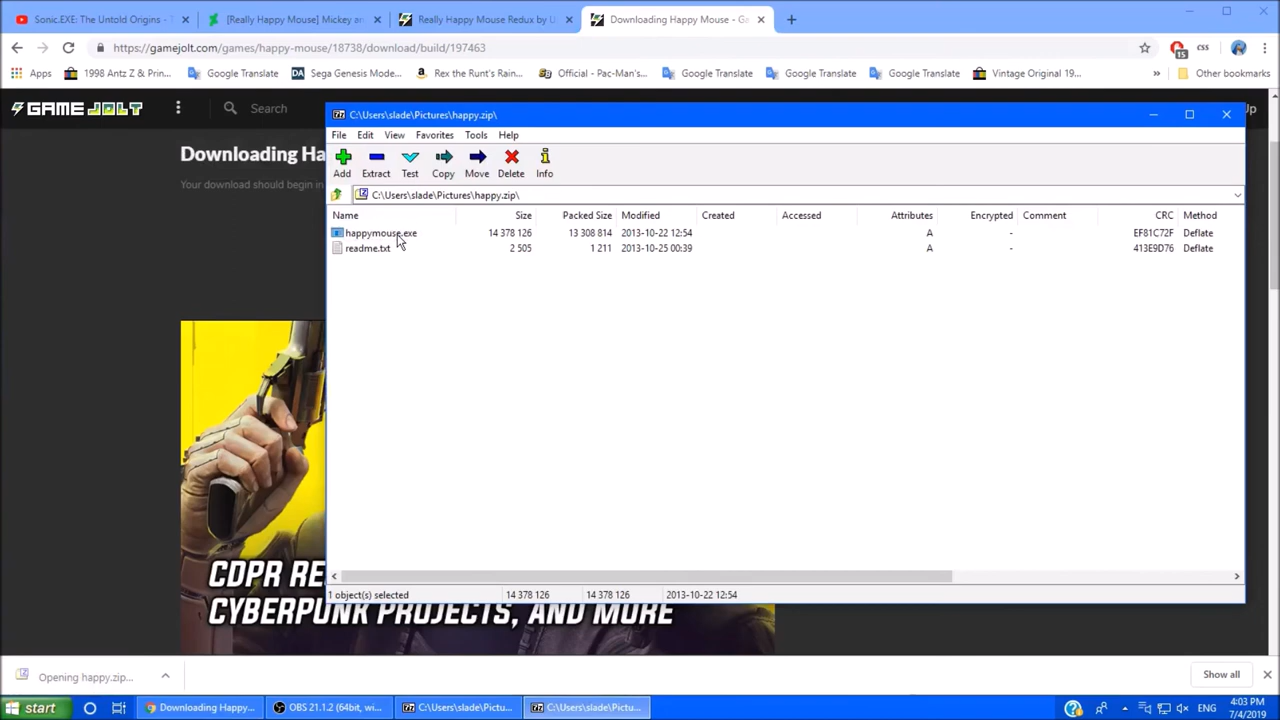 Sonic.EXE: The Untold Origins - T
[Really Happy Mouse] Mickey an
Really Happy Mouse Redux by U
Downloading Happy Mouse - Ga
https://gamejolt.com/games/happy-mouse/18738/download/build/197463
15
css
Apps
1998 Antz Z & Prin...
Google Translate
Sega Genesis Mode...
Rex the Runt's Rain...
Official - Pac-Man's...
Google Translate
Google Translate
Google Translate
Vintage Original 19...
»
Other bookmarks
GAME JOLT
Search
up
Downloading Ha
Your download should begin in
C:\Users\slade\Pictures\happy.zip\
File
Edit
View
Favorites
Tools
Help
Add
Extract
Test
Copy
Move
Delete
Info
C:\Users\slade\Pictures\happy.zip\
Name
Size
Packed Size
Modified
Created
Accessed
Attributes
Encrypted
Comment
CRC
Method
happymouse.exe
14 378 126
13 308 814
2013-10-22 12:54
A
-
EF81C72F
Deflate
readme.txt
2 505
1 211
2013-10-25 00:39
A
-
413E9D76
Deflate
1 object(s) selected
14 378 126
14 378 126
2013-10-22 12:54
CDPR RE
CYBERPUNK PROJECTS, AND MORE
Opening happy.zip...
Show all
start
Downloading Happy...
OBS 21.1.2 (64bit, wi...
C:\Users\slade\Pictu...
C:\Users\slade\Pictu...
4:03 PM
7/4/2019